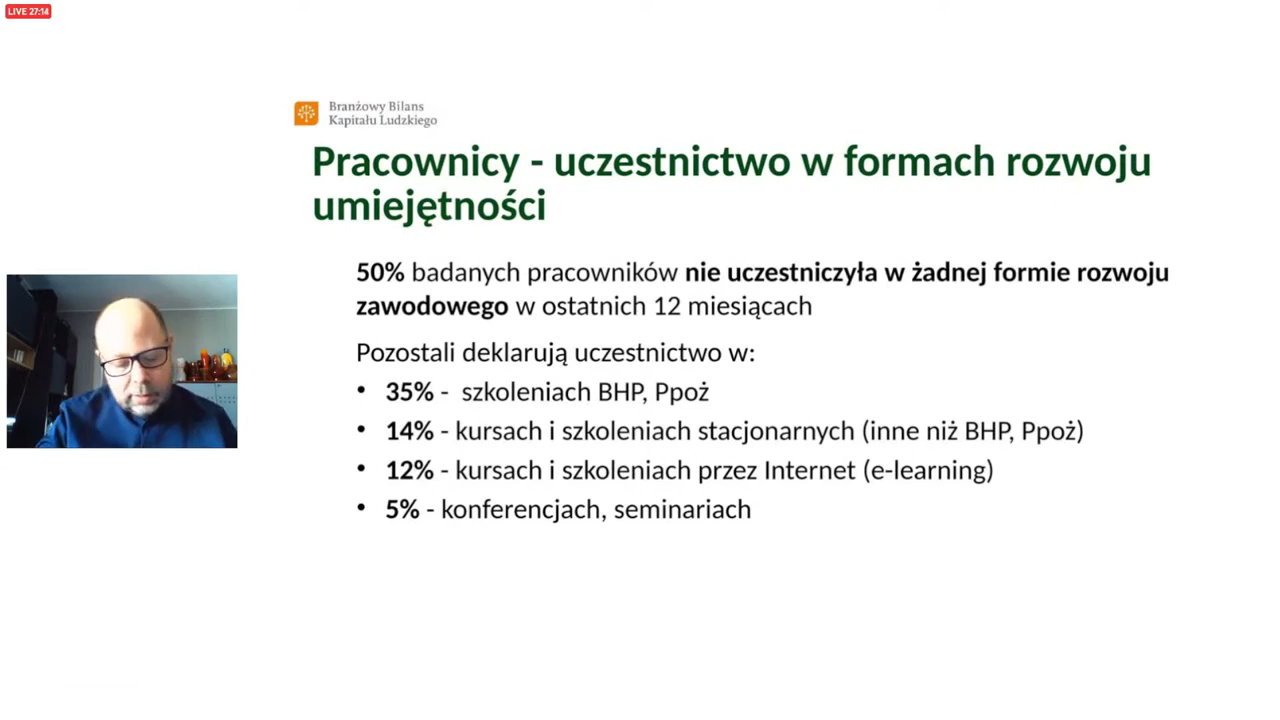 LIVE 27:14
Branżowy Bilans
Kapitału Ludzkiego
Pracownicy - uczestnictwo w formach rozwoju
umiejętności
50% badanych pracowników nie uczestniczyła w żadnej formie rozwoju
zawodowego w ostatnich 12 miesiącach
Pozostali deklarują uczestnictwo w:
• 35% - szkoleniach BHP, Ppoż
• 14% - kursach i szkoleniach stacjonarnych (inne niż BHP, Ppoż)
• 12% - kursach i szkoleniach przez Internet (e-learning)
• 5% - konferencjach, seminariach